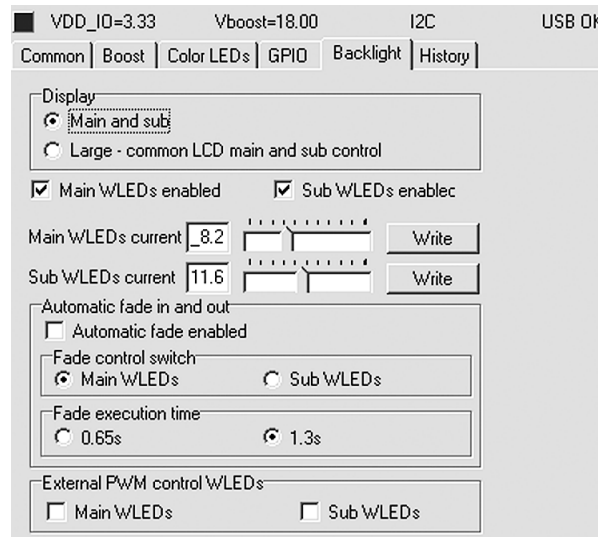 VDD_IO=3.33 Vboost=18.00 I2C USB OK
Common Boost Color LEDs GPIO Backlight History
Display
Main and sub
Large - common LCD main and sub control
Main WLEDs enabled Sub WLEDs enablec
Main WLEDs current _8.2 Write
Sub WLEDs current 11.6 Write
Automatic fade in and out
Automatic fade enabled
Fade control switch
Main WLEDs Sub WLEDs
Fade execution time
0.65s 1.3s
External PWM control WLEDs
Main WLEDs Sub WLEDs